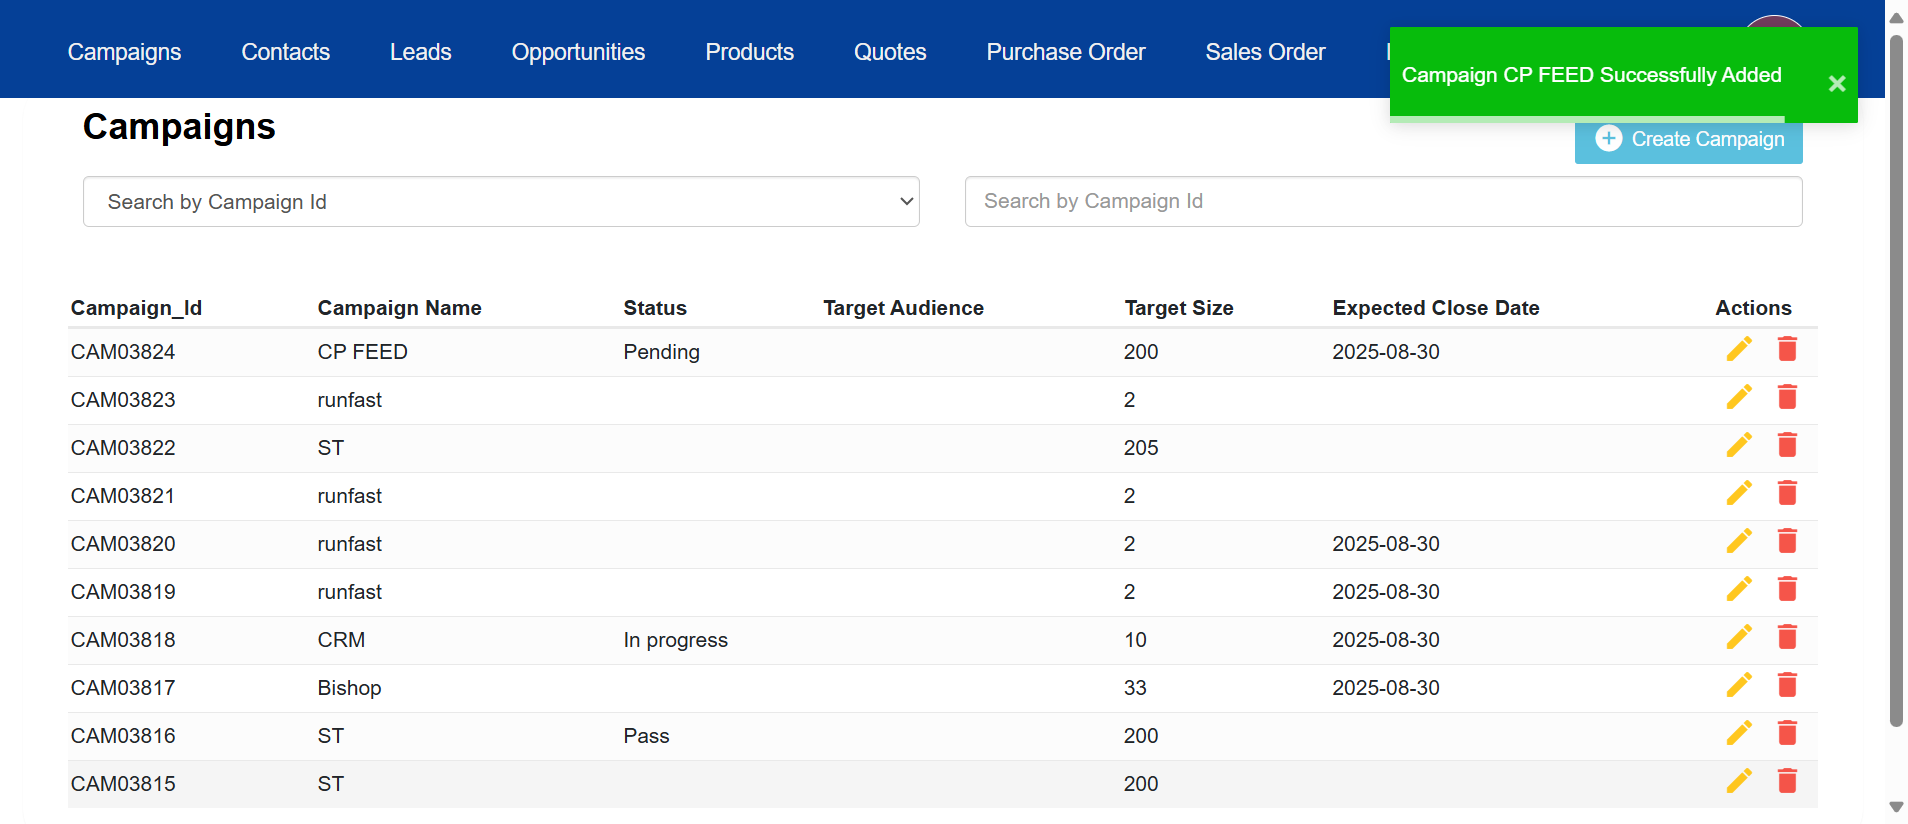 Campaigns Contacts Leads Opportunities Products Quotes Purchase Order Sales Order
Campaign CP FEED Successfully Added
Campaigns
Create Campaign
Search by Campaign Id
Search by Campaign Id
Campaign_Id Campaign Name Status Target Audience Target Size Expected Close Date Actions
CAM03824 CP FEED Pending 200 2025-08-30
CAM03823 runfast 2
CAM03822 ST 205
CAM03821 runfast 2
CAM03820 runfast 2 2025-08-30
CAM03819 runfast 2 2025-08-30
CAM03818 CRM In progress 10 2025-08-30
CAM03817 Bishop 33 2025-08-30
CAM03816 ST Pass 200
CAM03815 ST 200